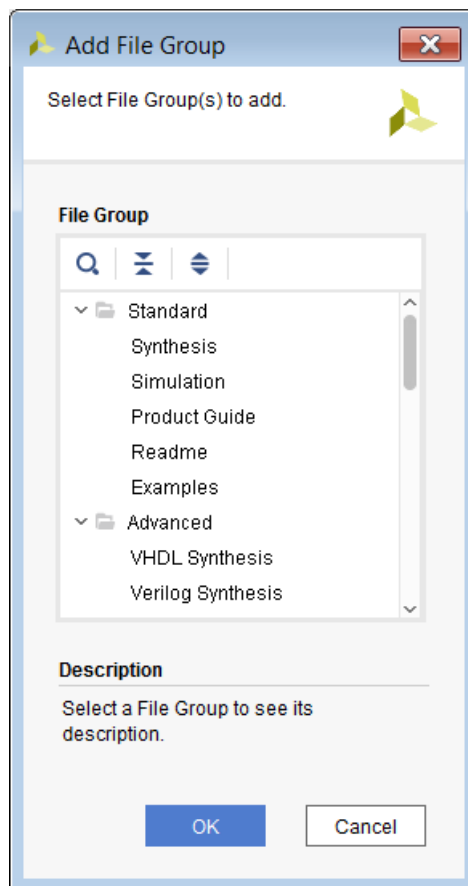 Add File Group
Select File Group(s) to add.
File Group
Standard
Synthesis
Simulation
Product Guide
Readme
Examples
Advanced
VHDL Synthesis
Verilog Synthesis
Description
Select a File Group to see its
description.
OK
Cancel